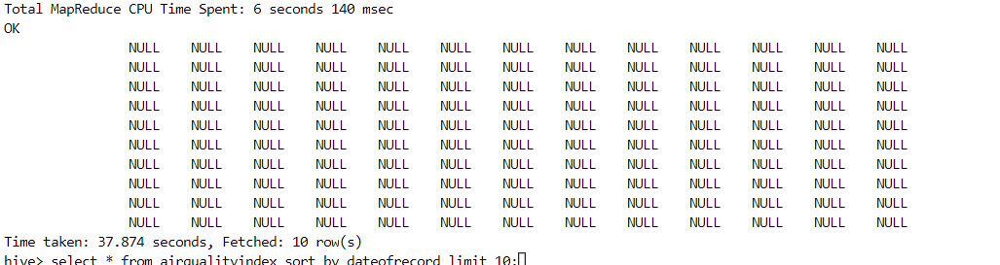 Total MapReduce CPU Time Spent: 6 seconds 140 msec
OK
NULL NULL NULL NULL NULL NULL NULL NULL NULL NULL NULL NULL NULL
NULL NULL NULL NULL NULL NULL NULL NULL NULL NULL NULL NULL NULL
NULL NULL NULL NULL NULL NULL NULL NULL NULL NULL NULL NULL NULL
NULL NULL NULL NULL NULL NULL NULL NULL NULL NULL NULL NULL NULL
NULL NULL NULL NULL NULL NULL NULL NULL NULL NULL NULL NULL NULL
NULL NULL NULL NULL NULL NULL NULL NULL NULL NULL NULL NULL NULL
NULL NULL NULL NULL NULL NULL NULL NULL NULL NULL NULL NULL NULL
NULL NULL NULL NULL NULL NULL NULL NULL NULL NULL NULL NULL NULL
NULL NULL NULL NULL NULL NULL NULL NULL NULL NULL NULL NULL NULL
NULL NULL NULL NULL NULL NULL NULL NULL NULL NULL NULL NULL NULL
Time taken: 37.874 seconds, Fetched: 10 row(s)
hive> select * from airqualityindex sort by dateofrecord limit 10;